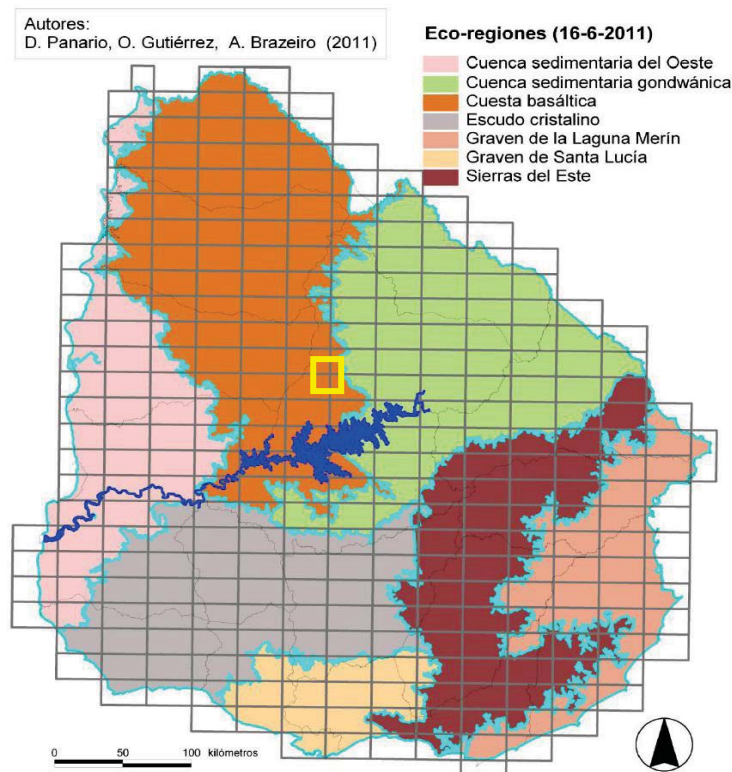 Autores:
D. Panario, O. Gutiérrez, A. Brazeiro (2011)
Eco-regiones (16-6-2011)
Cuenca sedimentaria del Oeste
Cuenca sedimentaria gondwánica
Cuesta basáltica
Escudo cristalino
Graven de la Laguna Merín
Graven de Santa Lucía
Sierras del Este
0 50 100 kilómetros